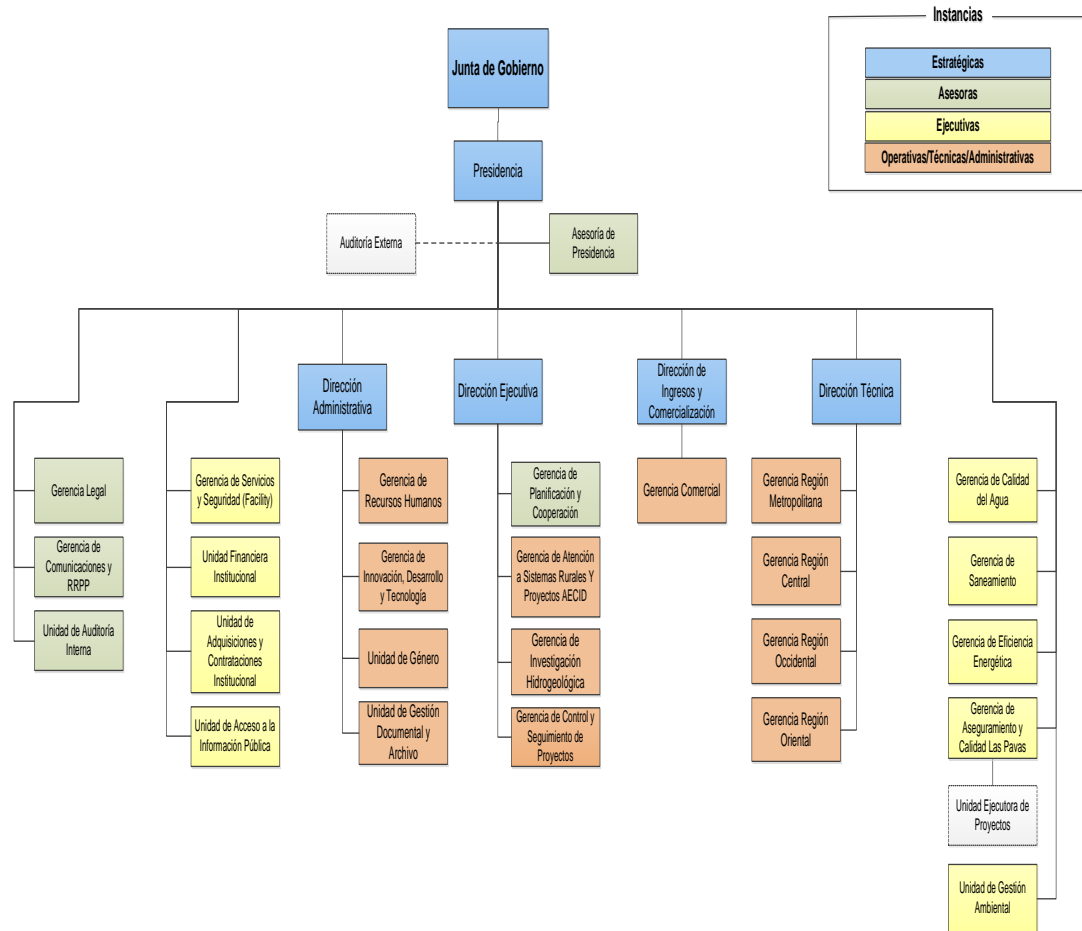 Instancias
Estratégicas
Asesoras
Ejecutivas
Operativas/Técnicas/Administrativas
Junta de Gobierno
Presidencia
Auditoría Externa
Asesoría de
Presidencia
Dirección
Administrativa
Dirección Ejecutiva
Dirección de
Ingresos y
Comercialización
Dirección Técnica
Gerencia Legal
Gerencia de
Comunicaciones y
RRPP
Unidad de Auditoría
Interna
Gerencia de Servicios
y Seguridad (Facility)
Unidad Financiera
Institucional
Unidad de
Adquisiciones y
Contrataciones
Institucional
Unidad de Acceso a la
Información Pública
Gerencia de
Recursos Humanos
Gerencia de
Innovación, Desarrollo
y Tecnología
Unidad de Género
Unidad de Gestión
Documental y
Archivo
Gerencia de
Planificación y
Cooperación
Gerencia de Atención
a Sistemas Rurales Y
Proyectos AECID
Gerencia de
Investigación
Hidrogeológica
Gerencia de Control y
Seguimiento de
Proyectos
Gerencia Comercial
Gerencia Región
Metropolitana
Gerencia Región
Central
Gerencia Región
Occidental
Gerencia Región
Oriental
Gerencia de Calidad
del Agua
Gerencia de
Saneamiento
Gerencia de Eficiencia
Energética
Gerencia de
Aseguramiento y
Calidad Las Pavas
Unidad Ejecutora de
Proyectos
Unidad de Gestión
Ambiental